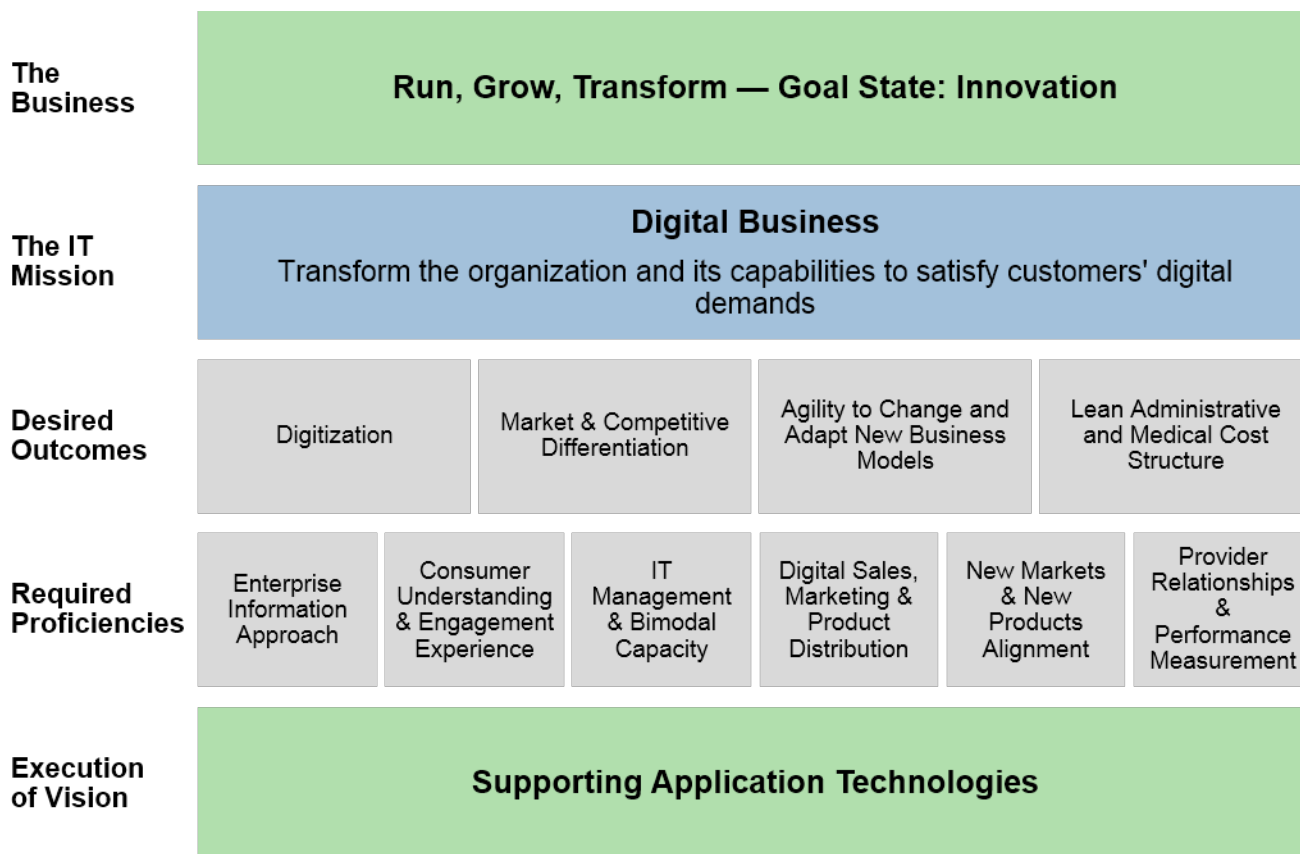 The
Business
Run, Grow, Transform — Goal State: Innovation
The IT
Mission
Digital Business
Transform the organization and its capabilities to satisfy customers' digital
demands
Desired
Outcomes
Digitization
Market & Competitive
Differentiation
Agility to Change and
Adapt New Business
Models
Lean Administrative
and Medical Cost
Structure
Required
Proficiencies
Enterprise
Information
Approach
Consumer
Understanding
& Engagement
Experience
IT
Management
& Bimodal
Capacity
Digital Sales,
Marketing &
Product
Distribution
New Markets
& New
Products
Alignment
Provider
Relationships
&
Performance
Measurement
Execution
of Vision
Supporting Application Technologies